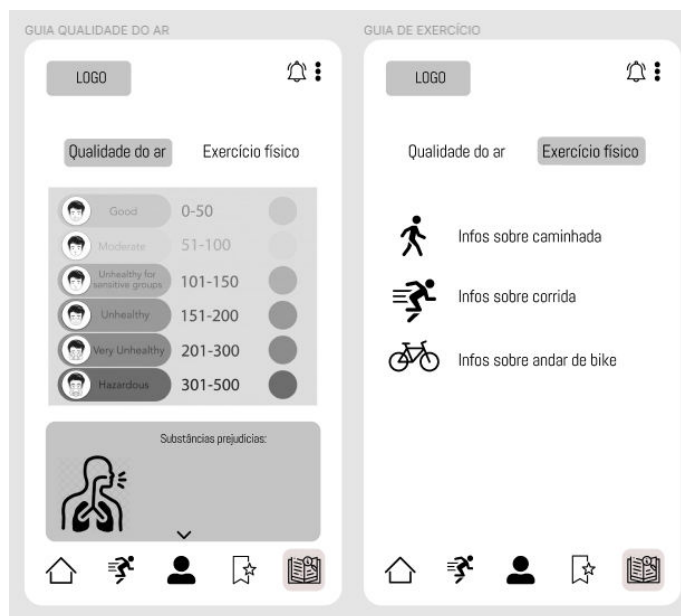 GUIA QUALIDADE DO AR
LOGO
Qualidade do ar
Exercício físico
Good
0-50
Moderate
51-100
Unhealthy for
sensitive groups
101-150
Unhealthy
151-200
Very Unhealthy
201-300
Hazardous
301-500
Substâncias prejudicias:
GUIA DE EXERCÍCIO
LOGO
Qualidade do ar
Exercício físico
Infos sobre caminhada
Infos sobre corrida
Infos sobre andar de bike